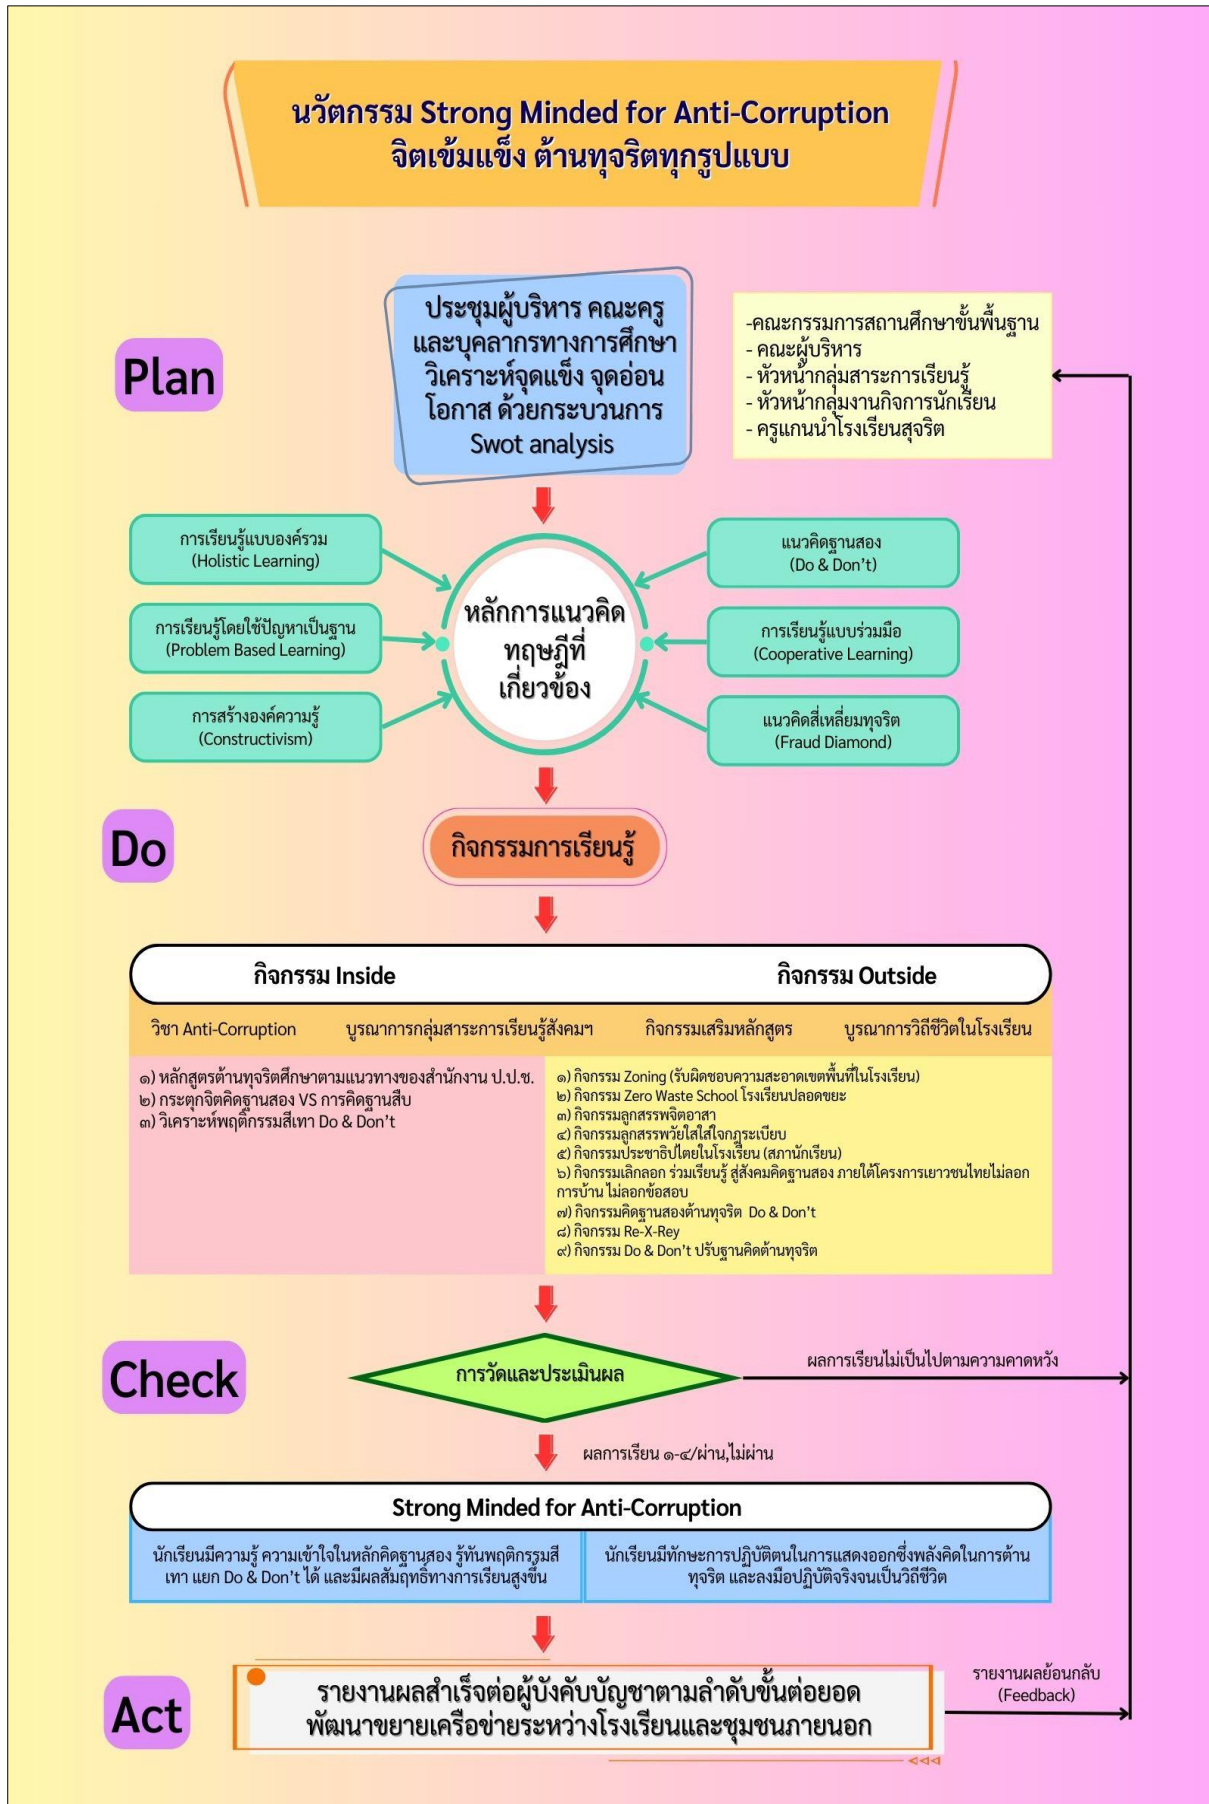 นวัตกรรม Strong Minded for Anti-Corruption
จิตเข้มแข็ง ต้านทุจริตทุกรูปแบบ
Plan
ประชุมผู้บริหาร คณะครู
และบุคลากรทางการศึกษา
วิเคราะห์จุดแข็ง จุดอ่อน
โอกาส ด้วยกระบวนการ
Swot analysis
-คณะกรรมการสถานศึกษาขั้นพื้นฐาน
- คณะผู้บริหาร
- หัวหน้ากลุ่มสาระการเรียนรู้
- หัวหน้ากลุ่มงานกิจการนักเรียน
- ครูแกนนำโรงเรียนสุจริต
การเรียนรู้แบบองค์รวม
(Holistic Learning)
การเรียนรู้โดยใช้ปัญหาเป็นฐาน
(Problem Based Learning)
การสร้างองค์ความรู้
(Constructivism)
หลักการแนวคิด
ทฤษฎีที่
เกี่ยวข้อง
แนวคิดฐานสอง
(Do & Don't)
การเรียนรู้แบบร่วมมือ
(Cooperative Learning)
แนวคิดสี่เหลี่ยมทุจริต
(Fraud Diamond)
Do
กิจกรรมการเรียนรู้
กิจกรรม Inside
กิจกรรม Outside
วิชา Anti-Corruption
บูรณาการกลุ่มสาระการเรียนรู้สังคมฯ
กิจกรรมเสริมหลักสูตร
บูรณาการวิถีชีวิตในโรงเรียน
๑) หลักสูตรต้านทุจริตศึกษาตามแนวทางของสำนักงาน ป.ป.ช.
๒) กระตุกจิตคิดฐานสอง VS การคิดฐานสืบ
๓) วิเคราะห์พฤติกรรมสีเทา Do & Don't
๑) กิจกรรม Zoning (รับผิดชอบความสะอาดเขตพื้นที่ในโรงเรียน)
๒) กิจกรรม Zero Waste School โรงเรียนปลอดขยะ
๓) กิจกรรมลูกสรรพจิตอาสา
๔) กิจกรรมลูกสรรพวัยใสใส่ใจกฎระเบียบ
๕) กิจกรรมประชาธิปไตยในโรงเรียน (สภานักเรียน)
๖) กิจกรรมเลิกลอก ร่วมเรียนรู้ สู่สังคมคิดฐานสอง ภายใต้โครงการเยาวชนไทยไม่ลอก
การบ้าน ไม่ลอกข้อสอบ
๗) กิจกรรมคิดฐานสองต้านทุจริต Do & Don't
๘) กิจกรรม Re-X-Rey
๙) กิจกรรม Do & Don't ปรับฐานคิดต้านทุจริต
Check
การวัดและประเมินผล
ผลการเรียนไม่เป็นไปตามความคาดหวัง
ผลการเรียน ๑-๔/ผ่าน,ไม่ผ่าน
Strong Minded for Anti-Corruption
นักเรียนมีความรู้ ความเข้าใจในหลักคิดฐานสอง รู้ทันพฤติกรรมสี
เทา แยก Do & Don't ได้ และมีผลสัมฤทธิ์ทางการเรียนสูงขึ้น
นักเรียนมีทักษะการปฏิบัติตนในการแสดงออกซึ่งพลังคิดในการต้าน
ทุจริต และลงมือปฏิบัติจริงจนเป็นวิถีชีวิต
Act
รายงานผลสำเร็จต่อผู้บังคับบัญชาตามลำดับขั้นต่อยอด
พัฒนาขยายเครือข่ายระหว่างโรงเรียนและชุมชนภายนอก
รายงานผลย้อนกลับ
(Feedback)